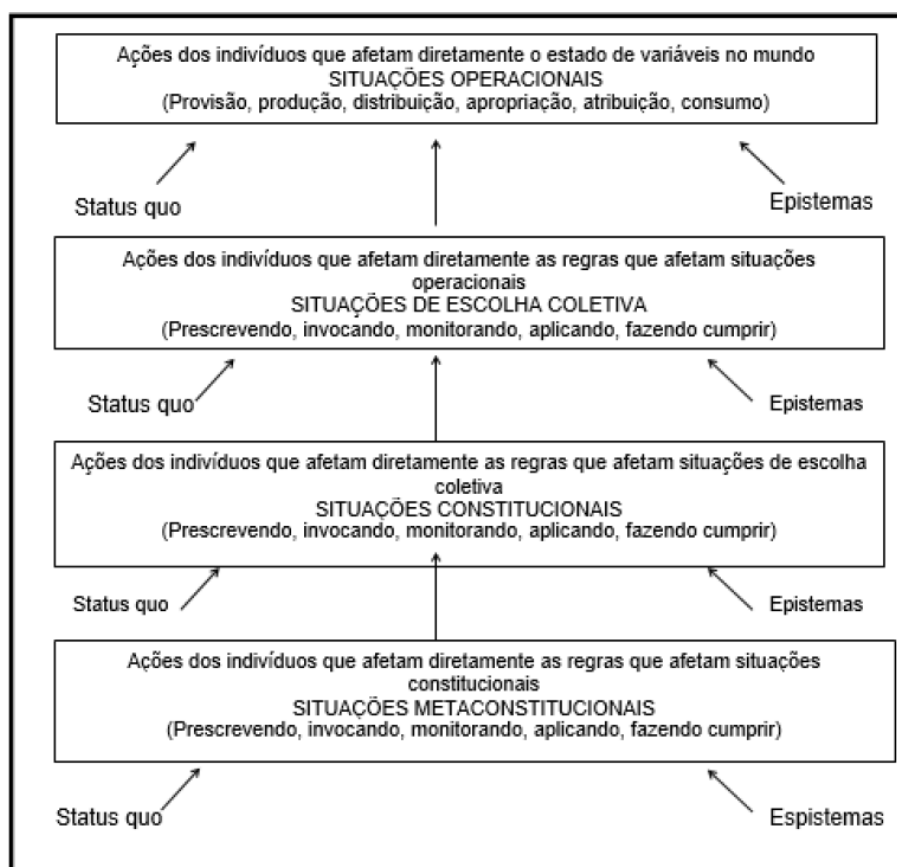 Ações dos indivíduos que afetam diretamente o estado de variáveis no mundo
SITUAÇÕES OPERACIONAIS
(Provisão, produção, distribuição, apropriação, atribuição, consumo)
Status quo
Epistemas
Ações dos indivíduos que afetam diretamente as regras que afetam situações
operacionais
SITUAÇÕES DE ESCOLHA COLETIVA
(Prescrevendo, invocando, monitorando, aplicando, fazendo cumprir)
Status quo
Epistemas
Ações dos indivíduos que afetam diretamente as regras que afetam situações de escolha
coletiva
SITUAÇÕES CONSTITUCIONAIS
(Prescrevendo, invocando, monitorando, aplicando, fazendo cumprir)
Status quo
Epistemas
Ações dos indivíduos que afetam diretamente as regras que afetam situações
constitucionais
SITUAÇÕES METACONSTITUCIONAIS
(Prescrevendo, invocando, monitorando, aplicando, fazendo cumprir)
Status quo
Espistemas